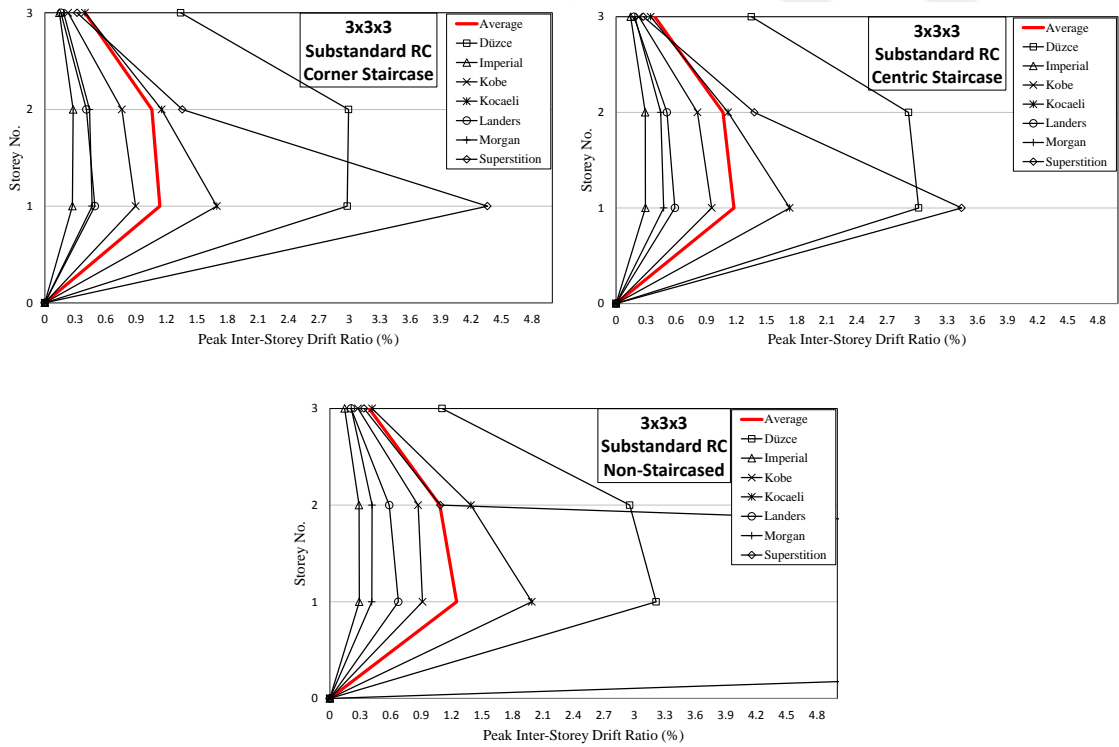 3x3x3
Substandard RC
Corner Staircase
Average
Düzce
Imperial
Kobe
Kocaeli
Landers
Morgan
Superstition
Storey No.
3
2
1
0
0 0.3 0.6 0.9 1.2 1.5 1.8 2.1 2.4 2.7 3 3.3 3.6 3.9 4.2 4.5 4.8
Peak Inter-Storey Drift Ratio (%)
3x3x3
Substandard RC
Centric Staircase
Average
Düzce
Imperial
Kobe
Kocaeli
Landers
Morgan
Superstition
Storey No.
3
2
1
0
0 0.3 0.6 0.9 1.2 1.5 1.8 2.1 2.4 2.7 3 3.3 3.6 3.9 4.2 4.5 4.8
Peak Inter-Storey Drift Ratio (%)
3x3x3
Substandard RC
Non-Staircased
Average
Düzce
Imperial
Kobe
Kocaeli
Landers
Morgan
Superstition
Storey No.
3
2
1
0
0 0.3 0.6 0.9 1.2 1.5 1.8 2.1 2.4 2.7 3 3.3 3.6 3.9 4.2 4.5 4.8
Peak Inter-Storey Drift Ratio (%)